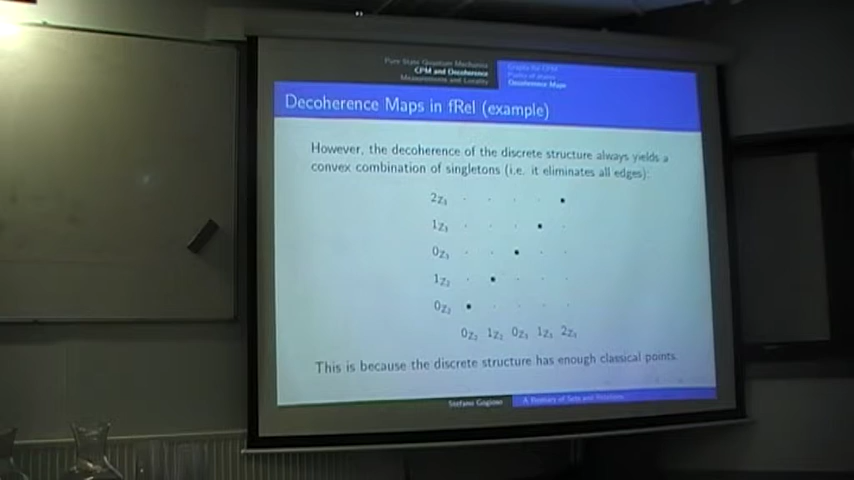 Pure State Quantum Mechanics
CPM and Decoherence
Measurements and Locality
Graphs for CPM
Purity of states
Decoherence Maps
Decoherence Maps in fRel (example)
However, the decoherence of the discrete structure always yields a
convex combination of singletons (i.e. it eliminates all edges):
2Z₃
1Z₃
0Z₃
1Z₂
0Z₂
0Z₂ 1Z₂ 0Z₃ 1Z₃ 2Z₃
This is because the discrete structure has enough classical points.
Stefano Gogioso
A Bestiary of Sets and Relations